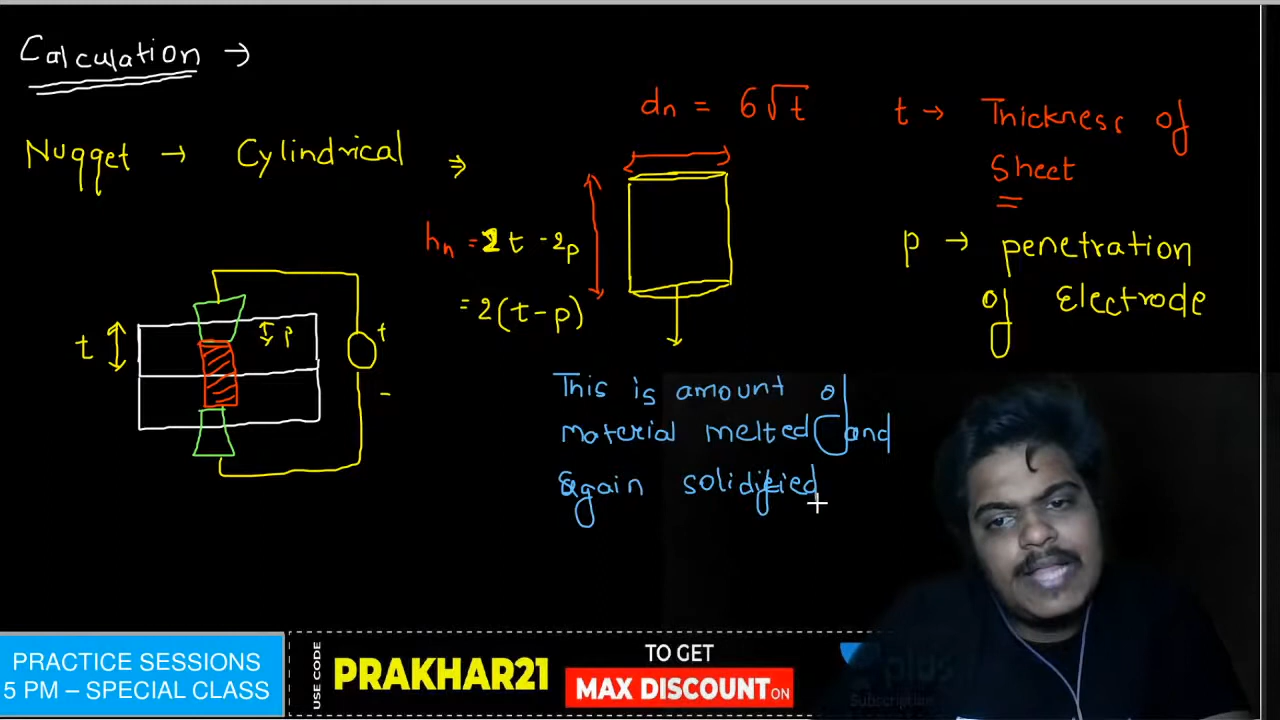 Calculation →
dn = 6√t
t → Thickness of
Sheet
Nugget → Cylindrical ⇒
hn = 2t - 2p
= 2(t - p)
p → penetration
of Electrode
t
p
+
-
This is amount of
material melted and
again solidified
PRACTICE SESSIONS
5 PM – SPECIAL CLASS
USE CODE
PRAKHAR21
TO GET
MAX DISCOUNT ON
plus
Subscription